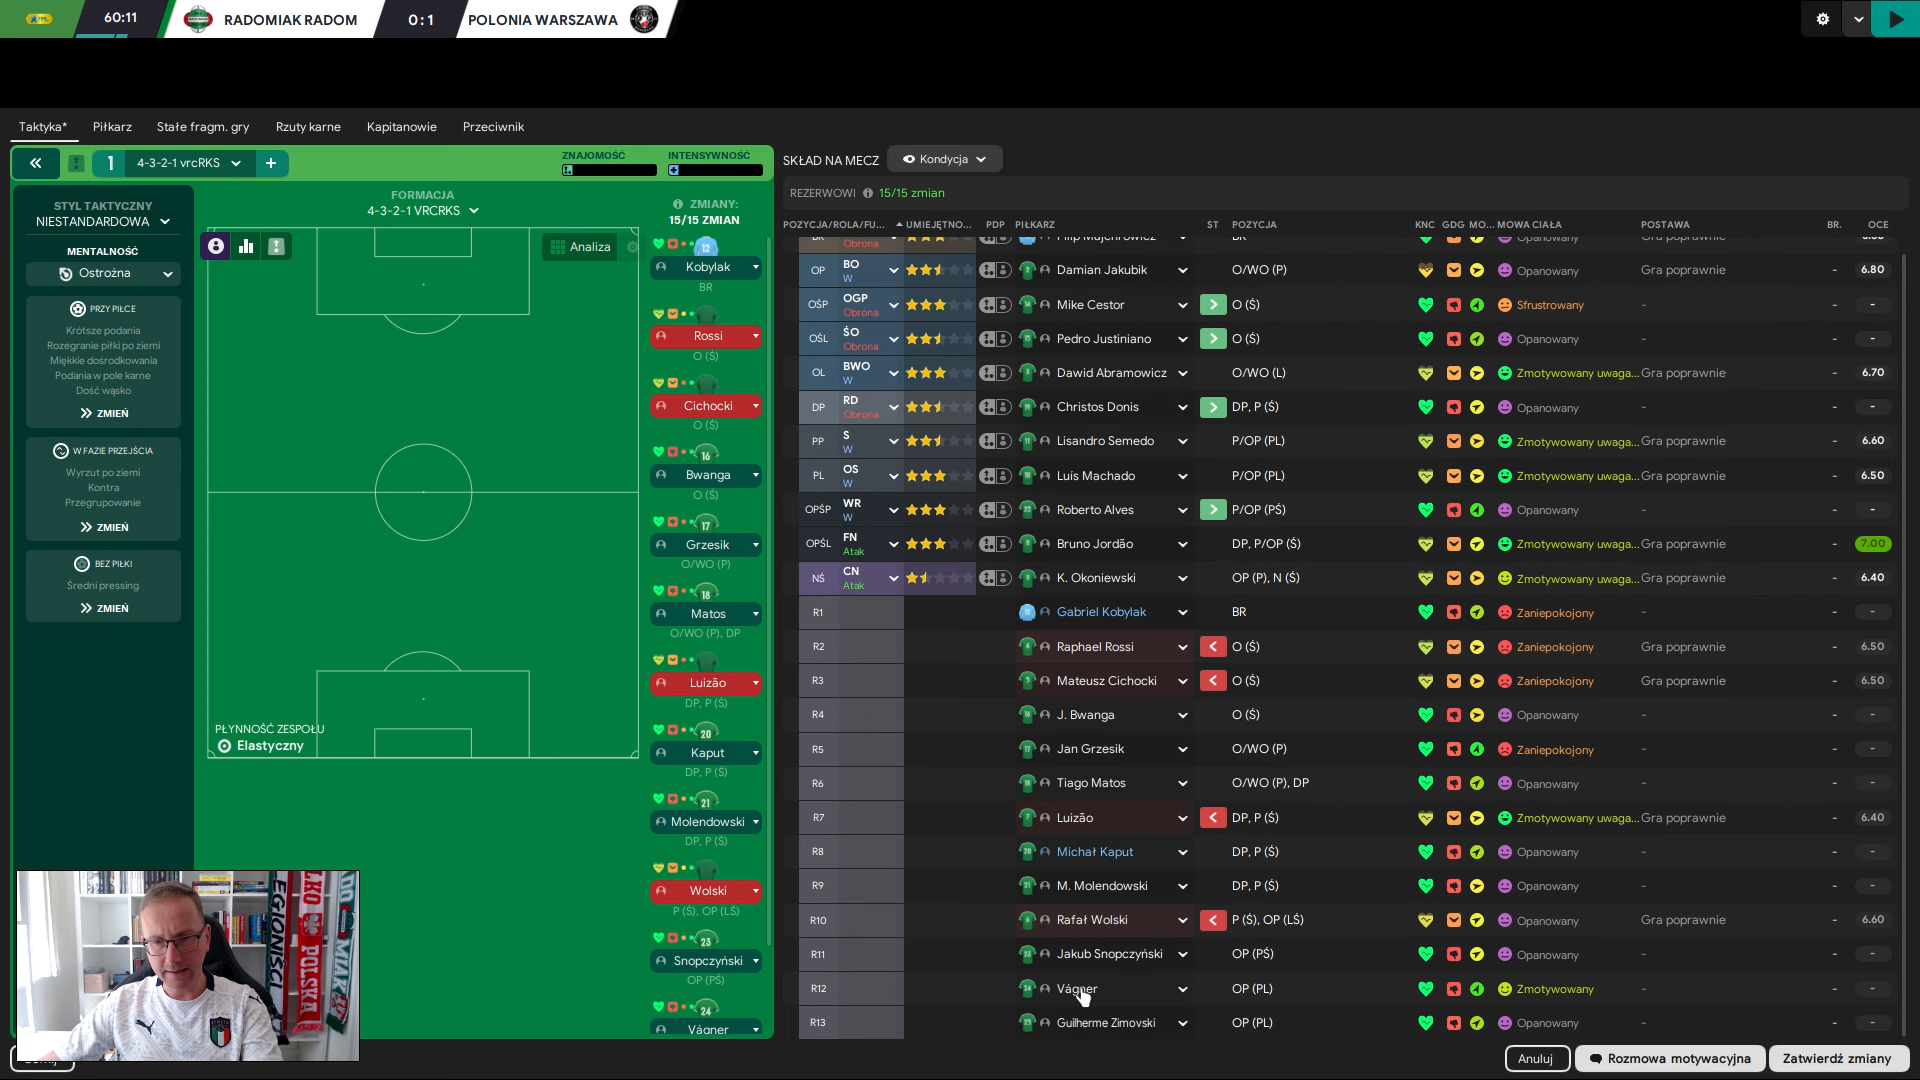 60:11
RADOMIAK RADOM
0:1
POLONIA WARSZAWA
Taktyka* Piłkarz Stałe fragm. gry Rzuty karne Kapitanowie Przeciwnik
1 4-3-2-1 vrcRKS +
ZNAJOMOŚĆ INTENSYWNOŚĆ
STYL TAKTYCZNY
NIESTANDARDOWA
MENTALNOŚĆ
Ostrożna
PRZY PIŁCE
Krótsze podania
Rozegranie piłki po ziemi
Miękkie dośrodkowania
Podania w pole karne
Dość wąsko
ZMIEŃ
W FAZIE PRZEJŚCIA
Wyrzut po ziemi
Kontra
Przegrupowanie
ZMIEŃ
BEZ PIŁKI
Średni pressing
ZMIEŃ
FORMACJA
4-3-2-1 VRCRKS
Analiza
PŁYNNOŚĆ ZESPOŁU
Elastyczny
ZMIANY:
15/15 ZMIAN
12
Kobylak
BR
Rossi
O (Ś)
Cichocki
O (Ś)
16
Bwanga
O (Ś)
17
Grzesik
O/WO (P)
18
Matos
O/WO (P), DP
Luizão
DP, P (Ś)
20
Kaput
DP, P (Ś)
21
Molendowski
DP, P (Ś)
Wolski
P (Ś), OP (LŚ)
23
Snopczyński
OP (PŚ)
24
Vágner
SKŁAD NA MECZ Kondycja
REZERWOWI 15/15 zmian
POZYCJA/ROLA/FU... UMIEJĘTNO... PDP PIŁKARZ ST POZYCJA KNC GDG MO... MOWA CIAŁA POSTAWA BR. OCE
OP BO W Damian Jakubik O/WO (P) Opanowany Gra poprawnie - 6.80
OŚP OGP Obrona Mike Cestor O (Ś) Sfrustrowany - - -
OŚL ŚO Obrona Pedro Justiniano O (Ś) Opanowany - - -
OL BWO W Dawid Abramowicz O/WO (L) Zmotywowany uwaga... Gra poprawnie - 6.70
DP RD Obrona Christos Donis DP, P (Ś) Opanowany - - -
PP S W Lisandro Semedo P/OP (PL) Zmotywowany uwaga... Gra poprawnie - 6.60
PL OS W Luís Machado P/OP (PL) Zmotywowany uwaga... Gra poprawnie - 6.50
OPŚP WR W Roberto Alves P/OP (PŚ) Opanowany - - -
OPŚL FN Atak Bruno Jordão DP, P/OP (Ś) Zmotywowany uwaga... Gra poprawnie - 7.00
NŚ CN Atak K. Okoniewski OP (P), N (Ś) Zmotywowany uwaga... Gra poprawnie - 6.40
R1 Gabriel Kobylak BR Zaniepokojony - - -
R2 Raphael Rossi O (Ś) Zaniepokojony Gra poprawnie - 6.50
R3 Mateusz Cichocki O (Ś) Zaniepokojony Gra poprawnie - 6.50
R4 J. Bwanga O (Ś) Opanowany - - -
R5 Jan Grzesik O/WO (P) Zaniepokojony - - -
R6 Tiago Matos O/WO (P), DP Opanowany - - -
R7 Luizão DP, P (Ś) Zmotywowany uwaga... Gra poprawnie - 6.40
R8 Michał Kaput DP, P (Ś) Opanowany - - -
R9 M. Molendowski DP, P (Ś) Opanowany - - -
R10 Rafał Wolski P (Ś), OP (LŚ) Opanowany Gra poprawnie - 6.60
R11 Jakub Snopczyński OP (PŚ) Opanowany - - -
R12 Vágner OP (PL) Zmotywowany - - -
R13 Guilherme Zimovski OP (PL) Opanowany - - -
Anuluj Rozmowa motywacyjna Zatwierdź zmiany
LEGIONIŚCI
POLSKA